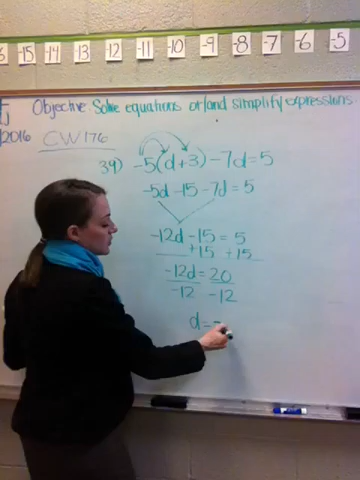 -15 -14 -13 -12 -11 -10 -9 -8 -7 -6 -5
Objective Solve equations or/and simplify expressions
2016 CW 176
39) -5(d+3)-7d=5
-5d -15 -7d = 5
-12d -15 = 5
+15 +15
-12d = 20
-12 -12
d = -